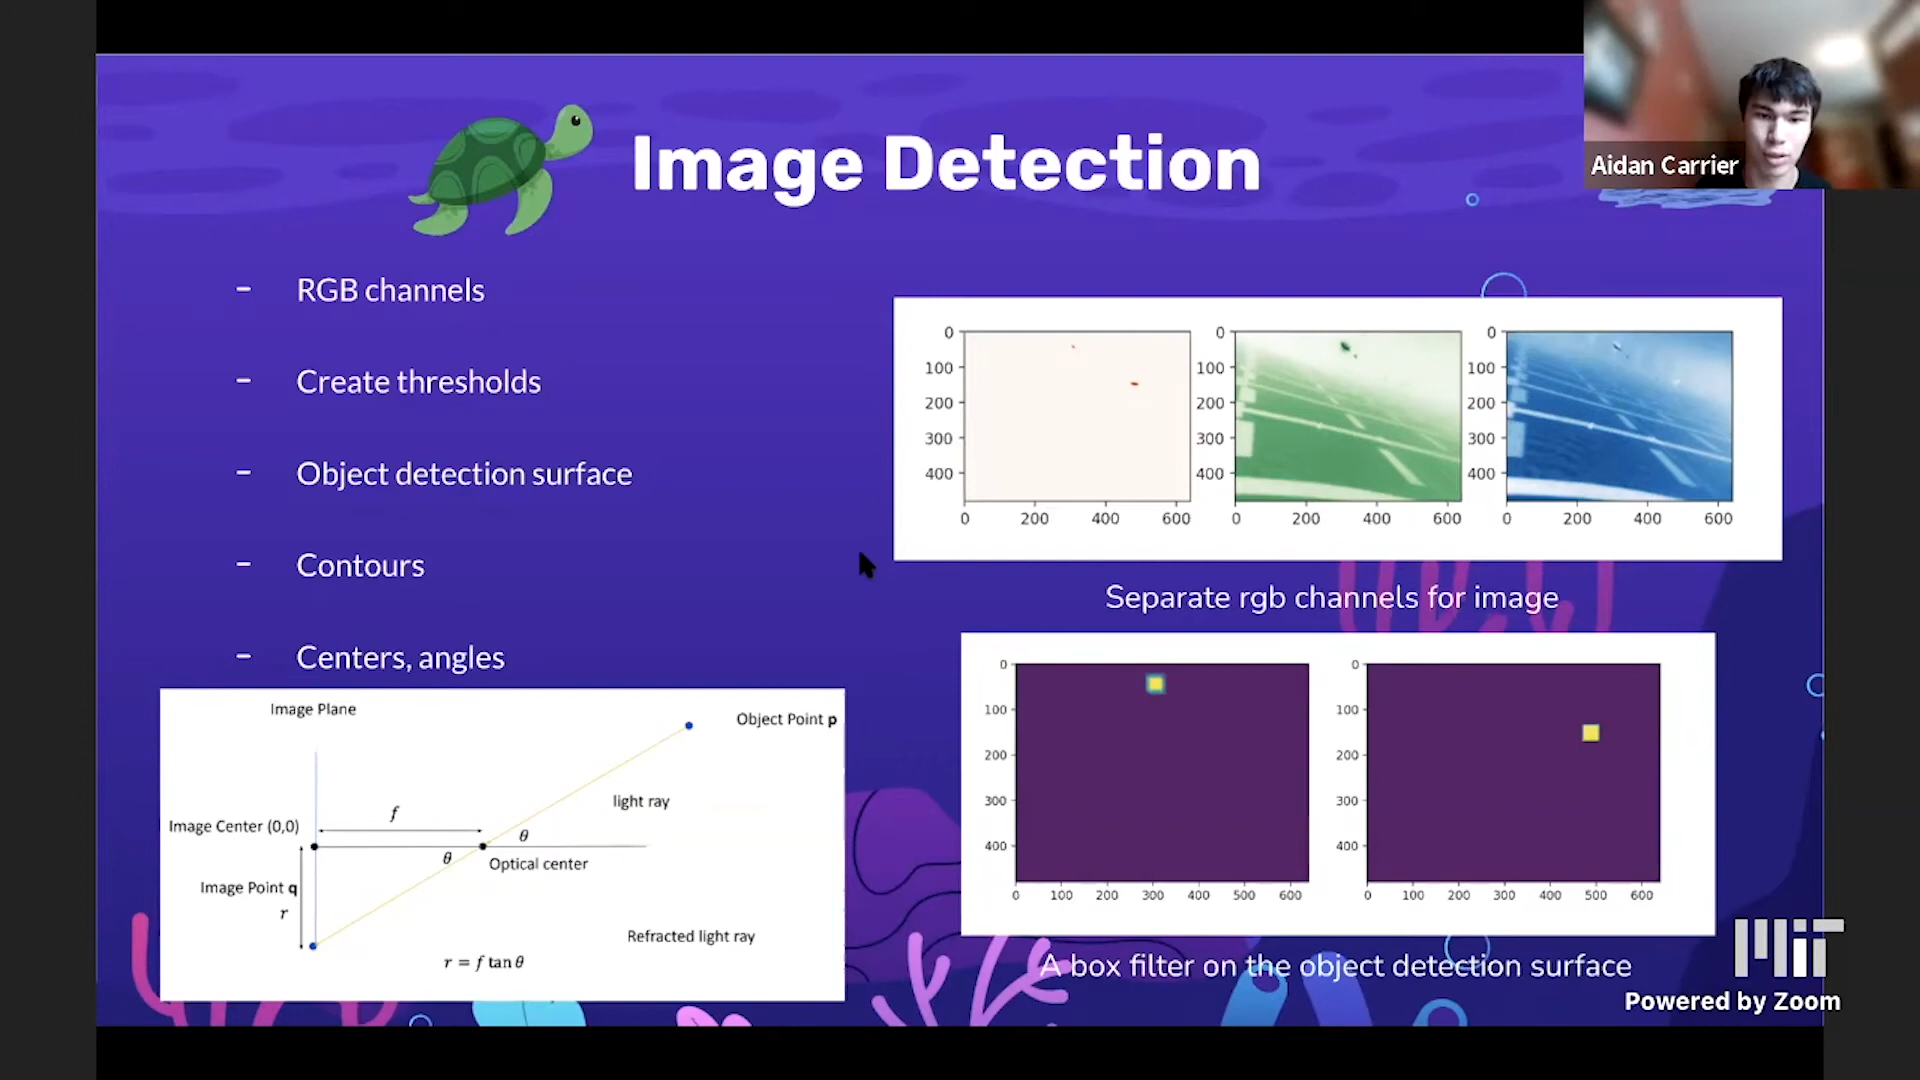 Image Detection
Aidan Carrier
- RGB channels
- Create thresholds
- Object detection surface
- Contours
- Centers, angles
0
100
200
300
400
0 200 400 600
0
100
200
300
400
0 200 400 600
0
100
200
300
400
0 200 400 600
Separate rgb channels for image
0
100
200
300
400
0 100 200 300 400 500 600
0
100
200
300
400
0 100 200 300 400 500 600
A box filter on the object detection surface
Image Plane
Object Point p
light ray
f
Image Center (0,0)
θ
θ
Optical center
Image Point q
r
Refracted light ray
r = f tan θ
MIT
Powered by Zoom